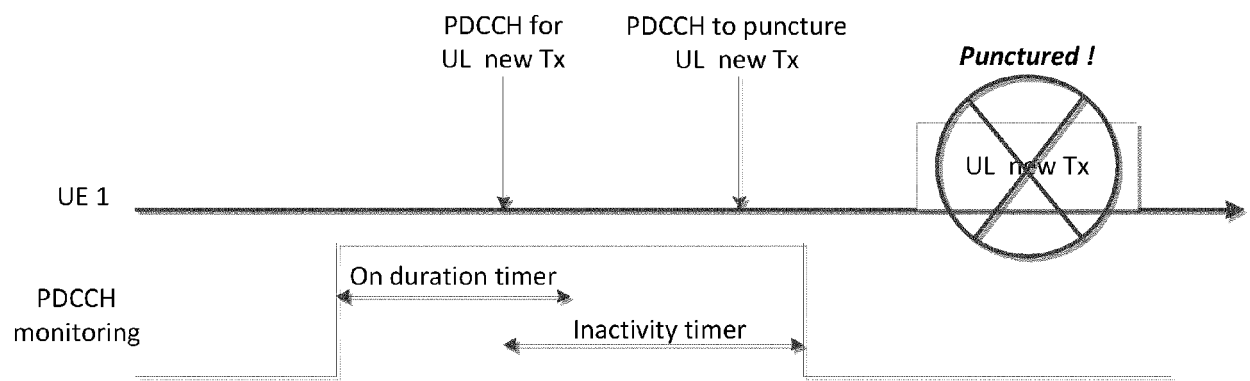 PDCCH for
UL new Tx
PDCCH to puncture
UL new Tx
Punctured !
UL new Tx
UE 1
On duration timer
PDCCH
monitoring
Inactivity timer